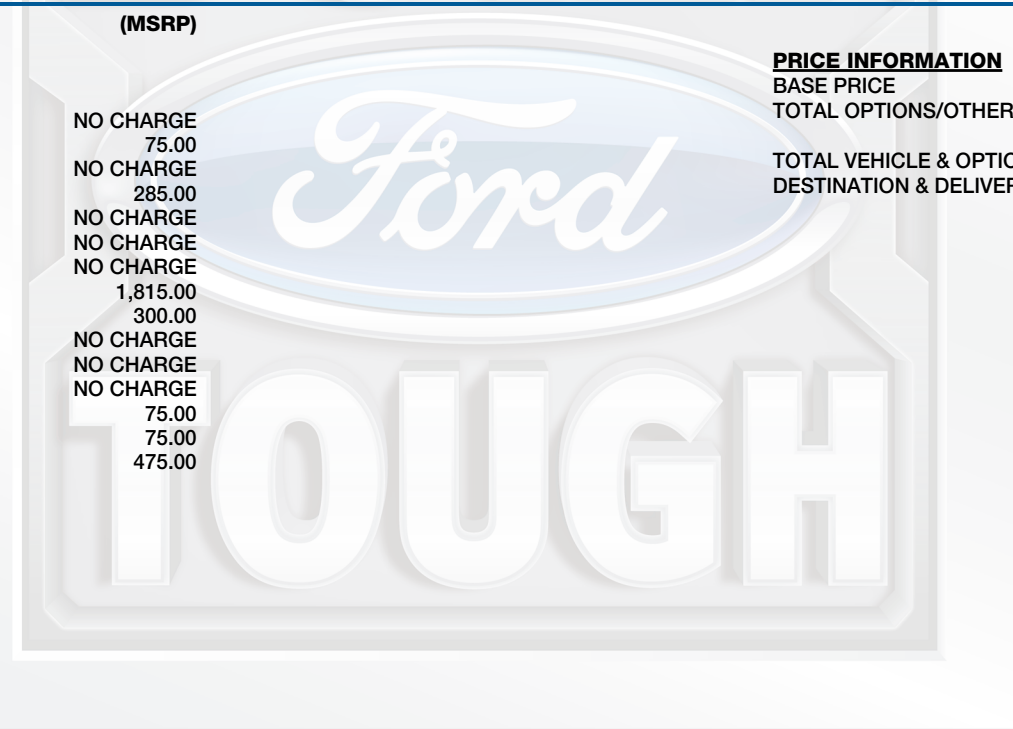 (MSRP)
NO CHARGE
75.00
NO CHARGE
285.00
NO CHARGE
NO CHARGE
NO CHARGE
1,815.00
300.00
NO CHARGE
NO CHARGE
NO CHARGE
75.00
75.00
475.00
PRICE INFORMATION
BASE PRICE
TOTAL OPTIONS/OTHER
TOTAL VEHICLE & OPTIO
DESTINATION & DELIVER
Ford
TOUGH